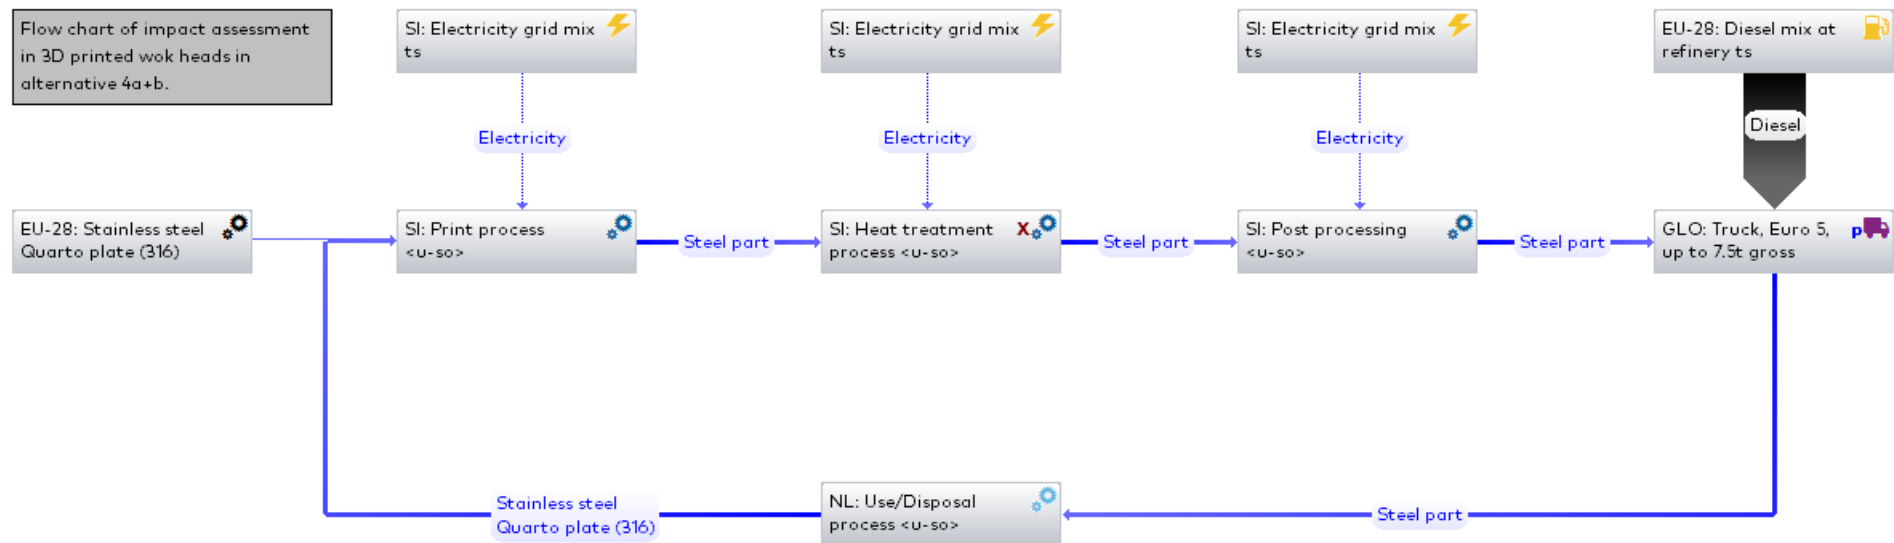 Flow chart of impact assessment
in 3D printed wok heads in
alternative 4a+b.
SI: Electricity grid mix
ts
SI: Electricity grid mix
ts
SI: Electricity grid mix
ts
EU-28: Diesel mix at
refinery ts
Electricity
Electricity
Electricity
Diesel
EU-28: Stainless steel
Quarto plate (316)
SI: Print process
<u-so>
Steel part
SI: Heat treatment
process <u-so>
X
Steel part
SI: Post processing
<u-so>
Steel part
GLO: Truck, Euro 5,
up to 7.5t gross
p
Stainless steel
Quarto plate (316)
NL: Use/Disposal
process <u-so>
Steel part